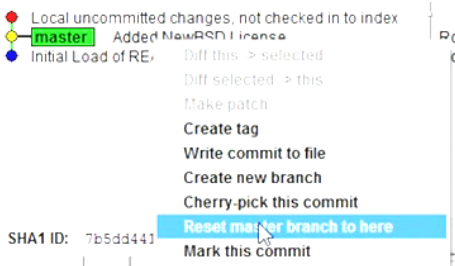 Local uncommitted changes, not checked in to index
master Added NewBSD License
Initial Load of RE
Diff this -> selected
Diff selected -> this
Make patch
Create tag
Write commit to file
Create new branch
Cherry-pick this commit
Reset master branch to here
SHA1 ID: 7b5dd441
Mark this commit